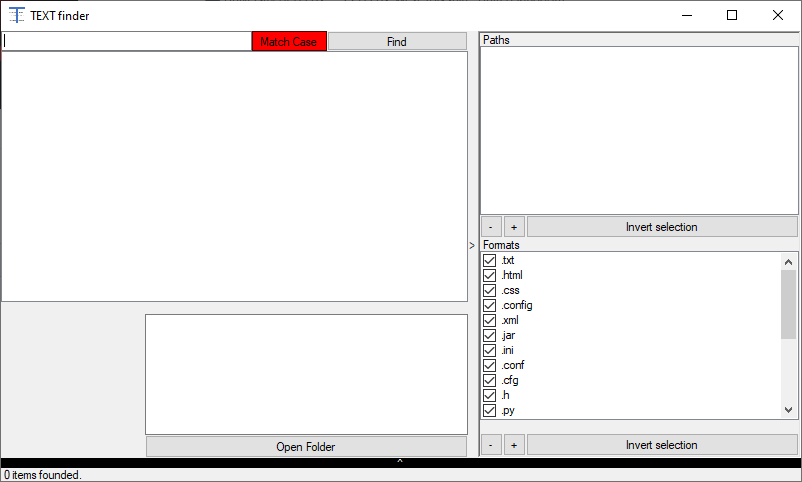 TEXT finder
Match Case
Find
Paths
- + Invert selection
>
Formats
.txt
.html
.css
.config
.xml
.jar
.ini
.conf
.cfg
.h
.py
Open Folder
- + Invert selection
^
0 items founded.